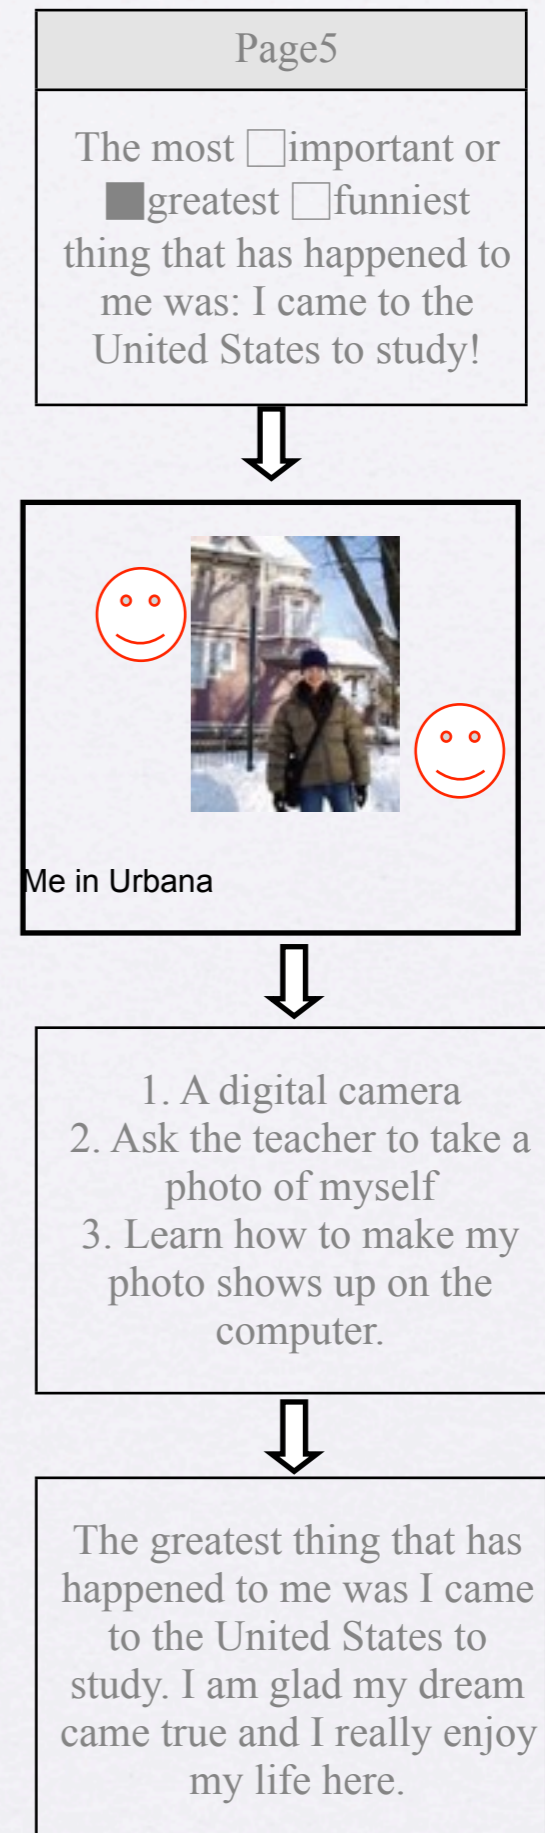 Page5
The most □important or
■greatest □funniest
thing that has happened to
me was: I came to the
United States to study!
Me in Urbana
1. A digital camera
2. Ask the teacher to take a
photo of myself
3. Learn how to make my
photo shows up on the
computer.
The greatest thing that has
happened to me was I came
to the United States to
study. I am glad my dream
came true and I really enjoy
my life here.